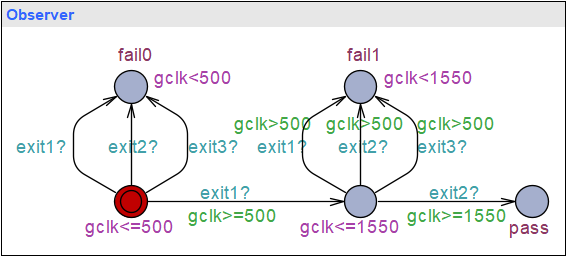 Observer
fail0
fail1
gclk<500
gclk<1550
gclk>500 gclk>500 gclk>500
exit1? exit2? exit3? exit1? exit2? exit3?
exit1? exit2?
gclk>=500 gclk>=1550
gclk<=500 gclk<=1550 pass